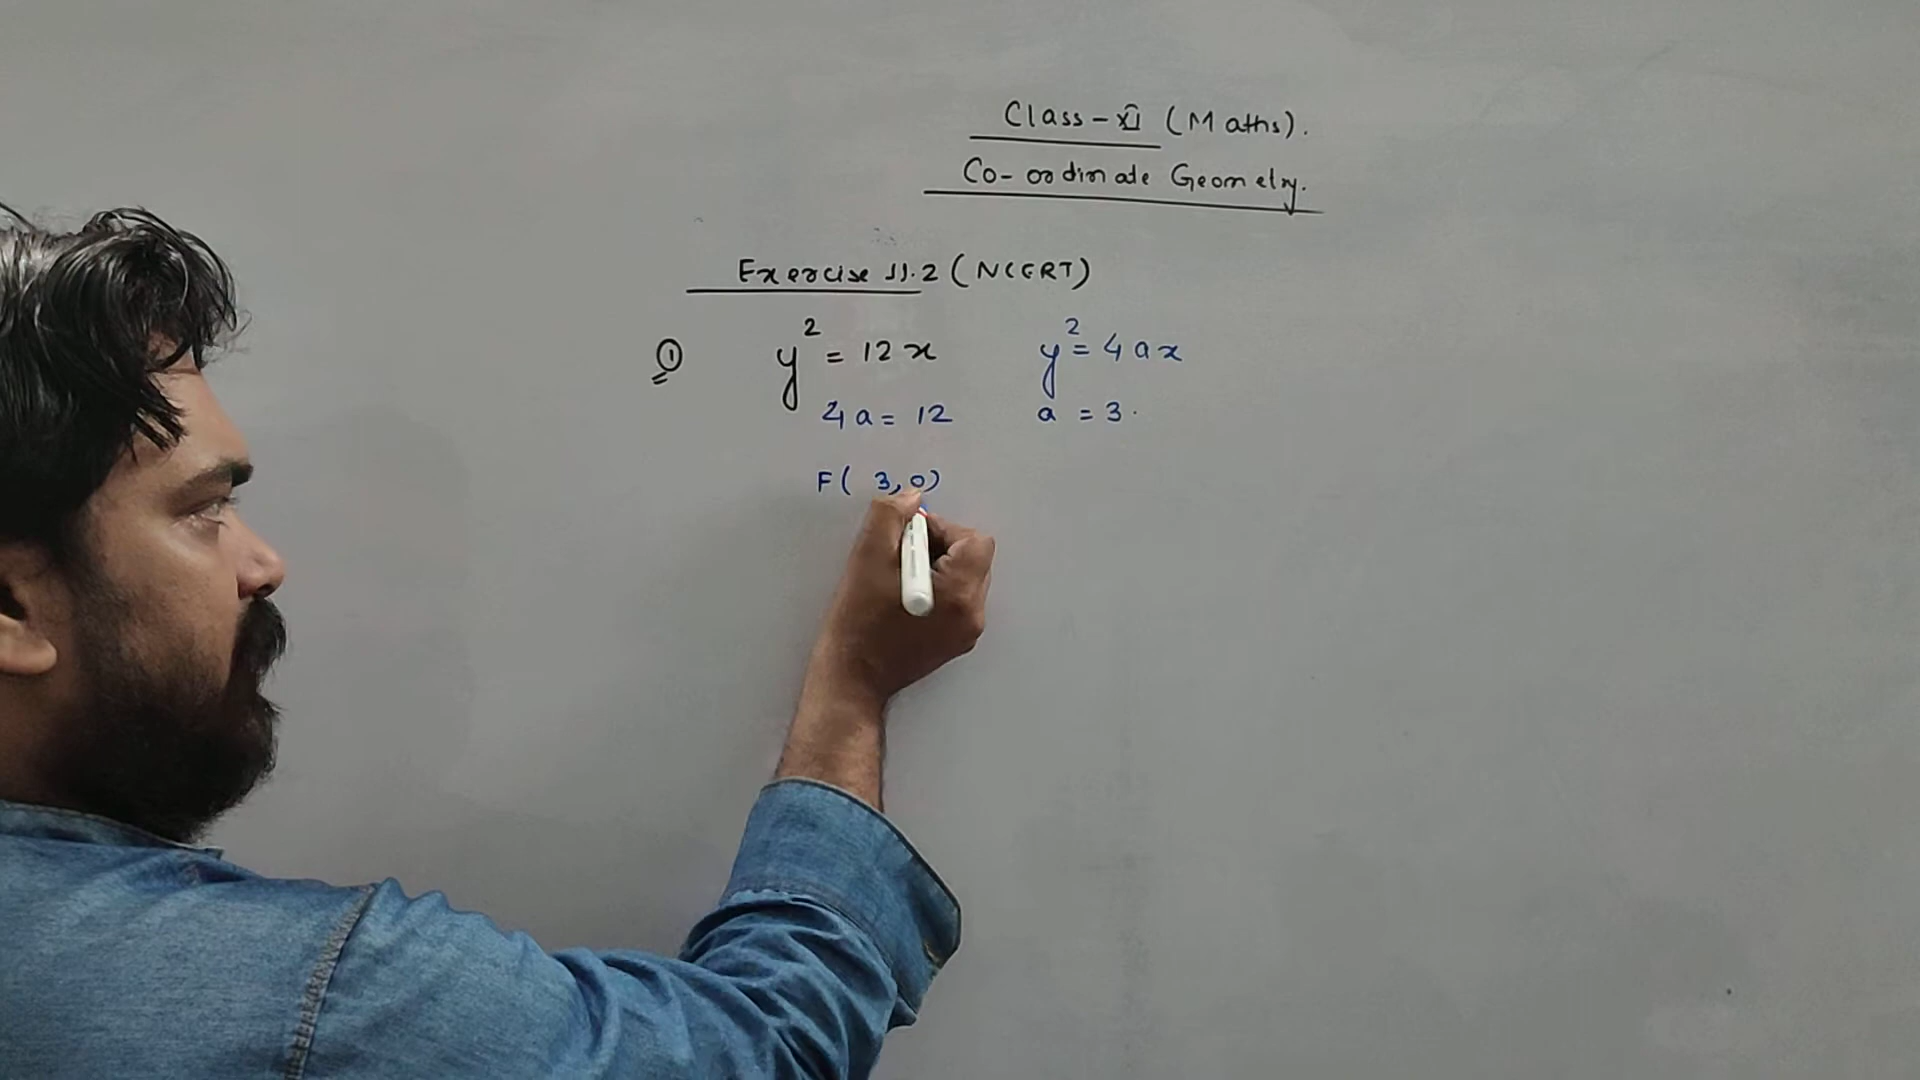 Class-XI (Maths).
Co-ordinate Geometry.
Exercise 11.2 (NCERT)
① y² = 12x y² = 4ax
4a = 12 a = 3.
F( 3,0)